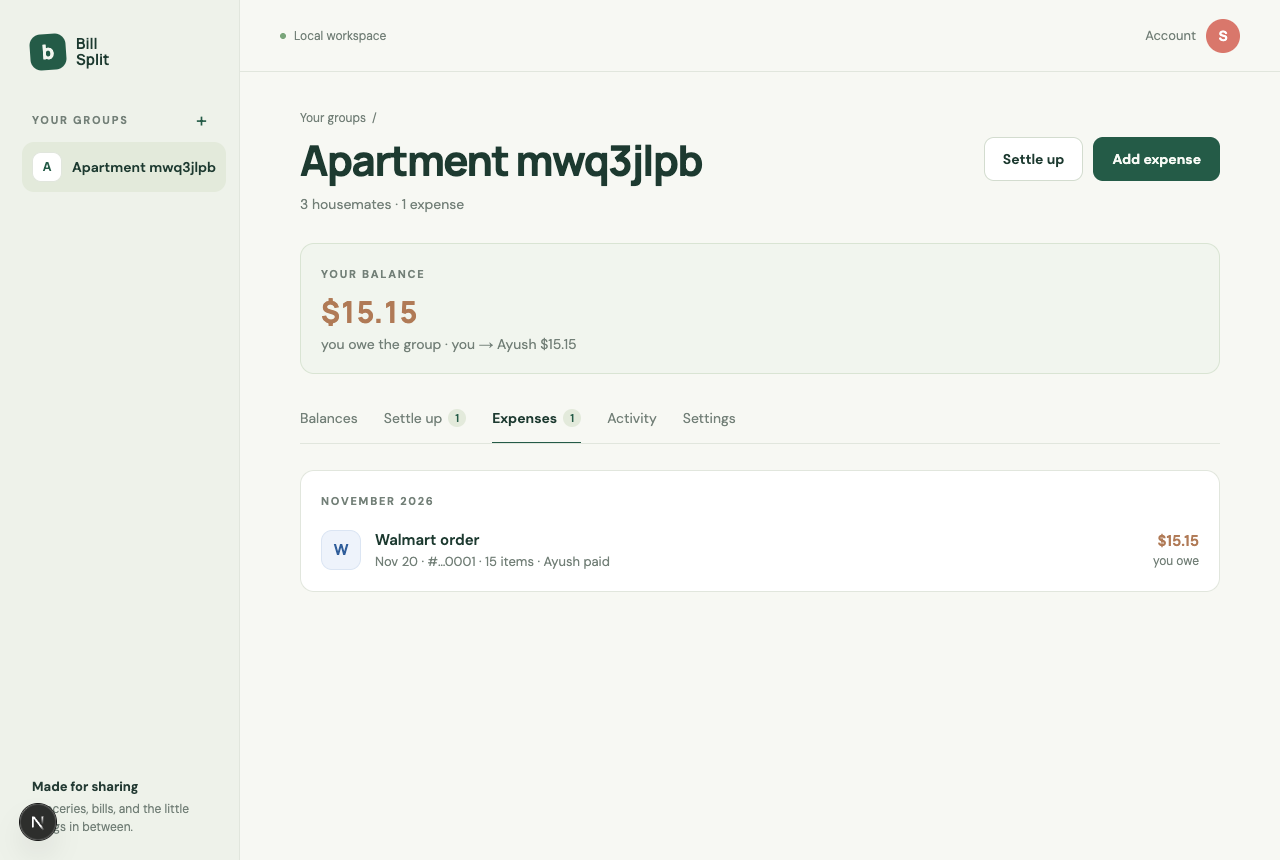 b
Bill
Split
YOUR GROUPS +
A Apartment mwq3jlpb
Made for sharing
ceries, bills, and the little
gs in between.
N
Local workspace
Account S
Your groups /
Apartment mwq3jlpb
3 housemates · 1 expense
Settle up
Add expense
YOUR BALANCE
$15.15
you owe the group · you → Ayush $15.15
Balances Settle up 1 Expenses 1 Activity Settings
NOVEMBER 2026
W
Walmart order
Nov 20 · #…0001 · 15 items · Ayush paid
$15.15
you owe